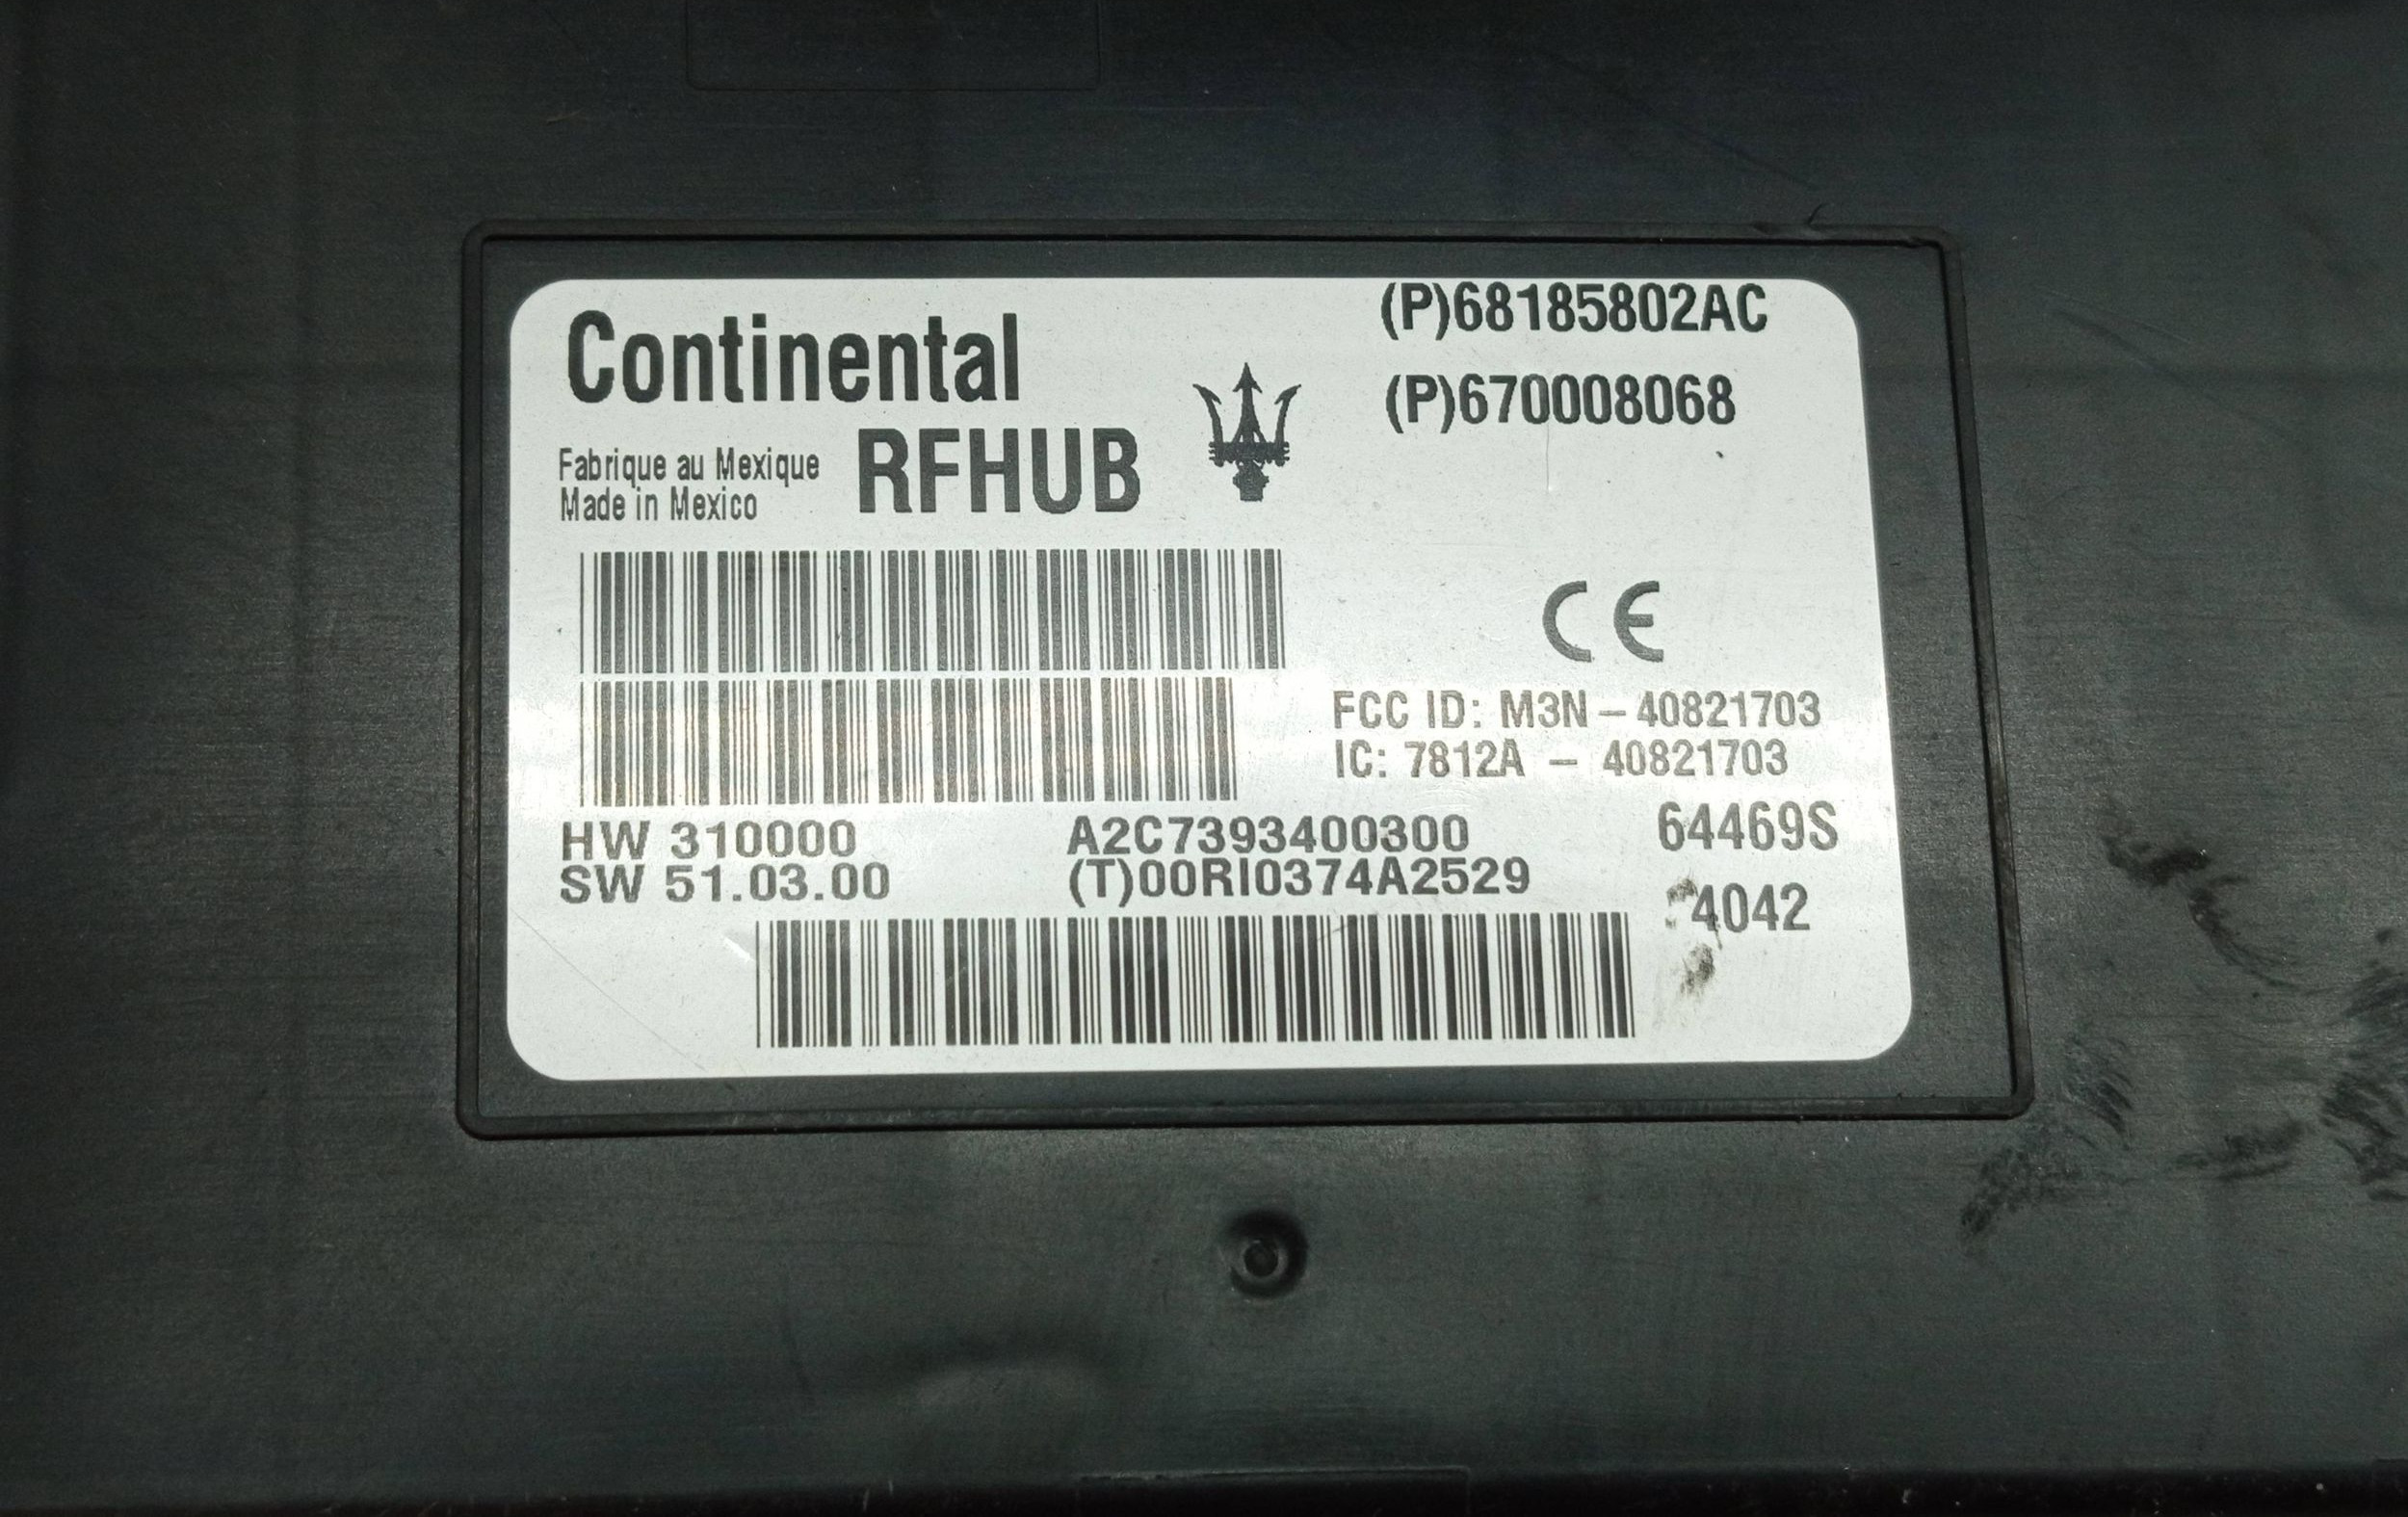 Continental
(P)68185802AC
(P)670008068
Fabrique au Mexique
Made in Mexico
RFHUB
CE
FCC ID: M3N – 40821703
IC: 7812A – 40821703
HW 310000
A2C7393400300
64469S
SW 51.03.00
(T)00RI0374A2529
4042